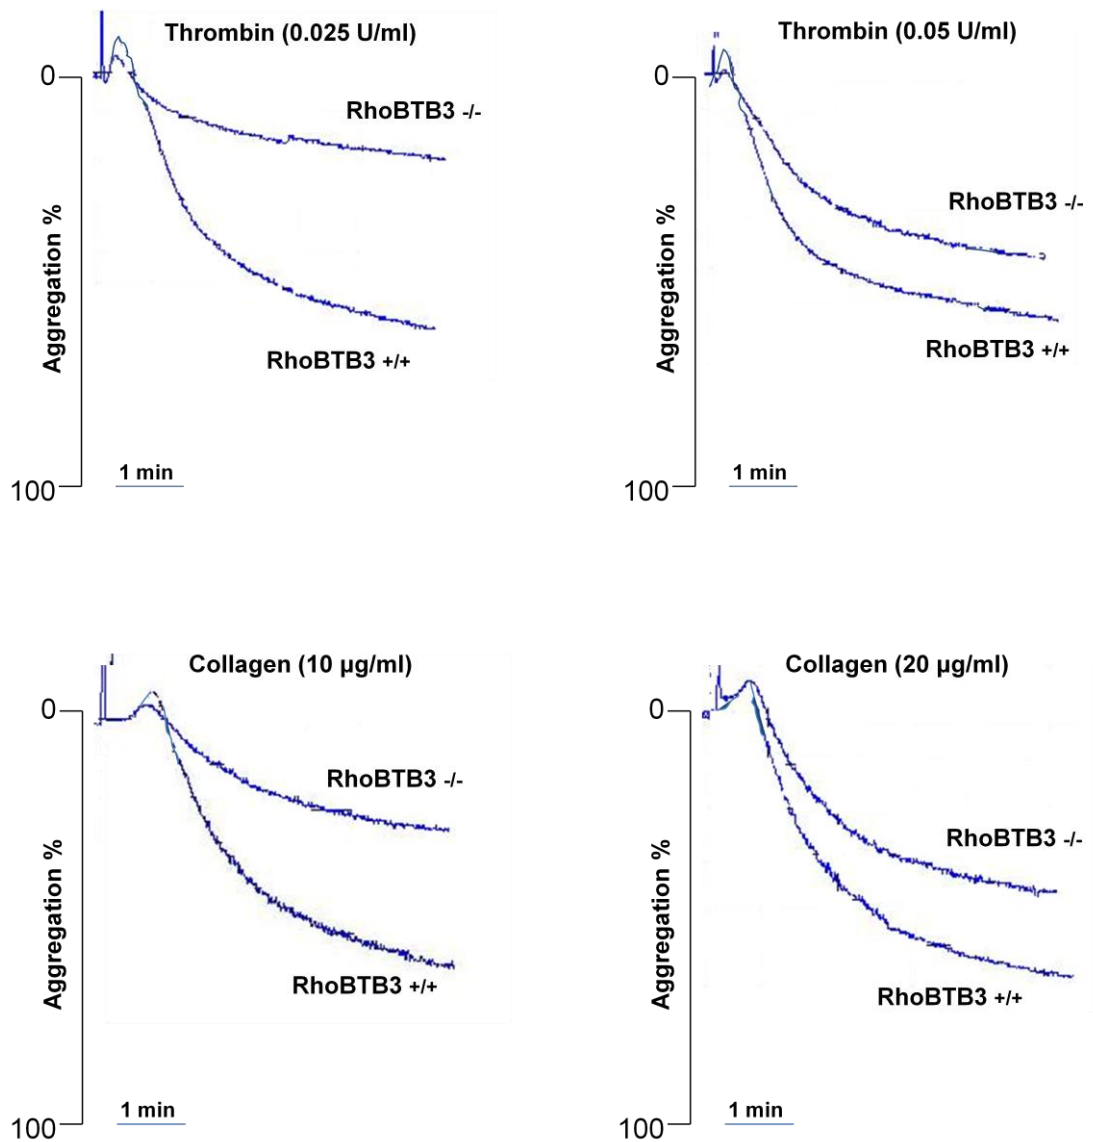 Thrombin (0.025 U/ml)
0
RhoBTB3 -/-
Aggregation %
RhoBTB3 +/+
1 min
100
Thrombin (0.05 U/ml)
0
RhoBTB3 -/-
Aggregation %
RhoBTB3 +/+
1 min
100
Collagen (10 µg/ml)
0
RhoBTB3 -/-
Aggregation %
RhoBTB3 +/+
1 min
100
Collagen (20 µg/ml)
0
RhoBTB3 -/-
Aggregation %
RhoBTB3 +/+
1 min
100